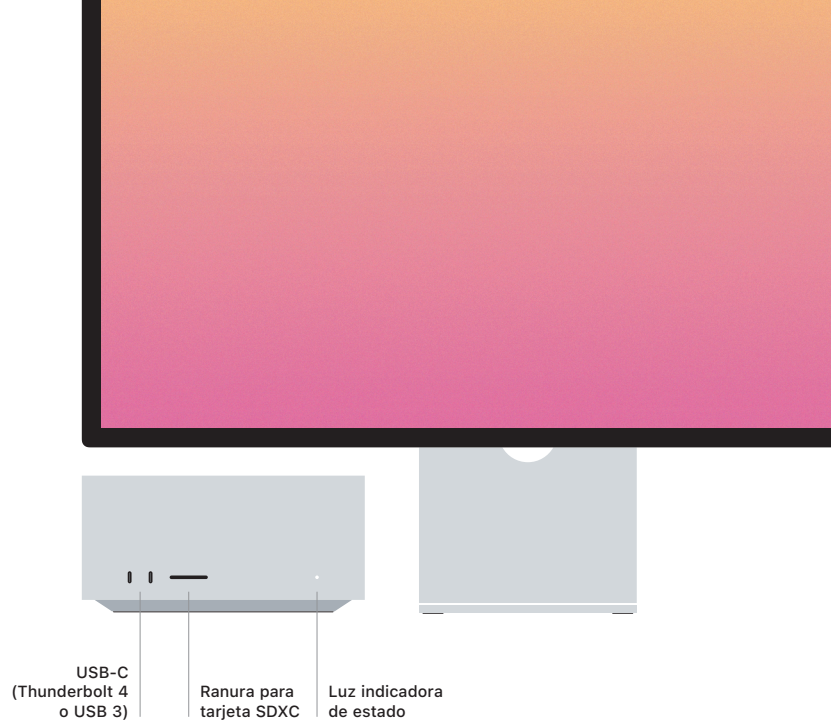 USB-C
(Thunderbolt 4
o USB 3)
Ranura para
tarjeta SDXC
Luz indicadora
de estado